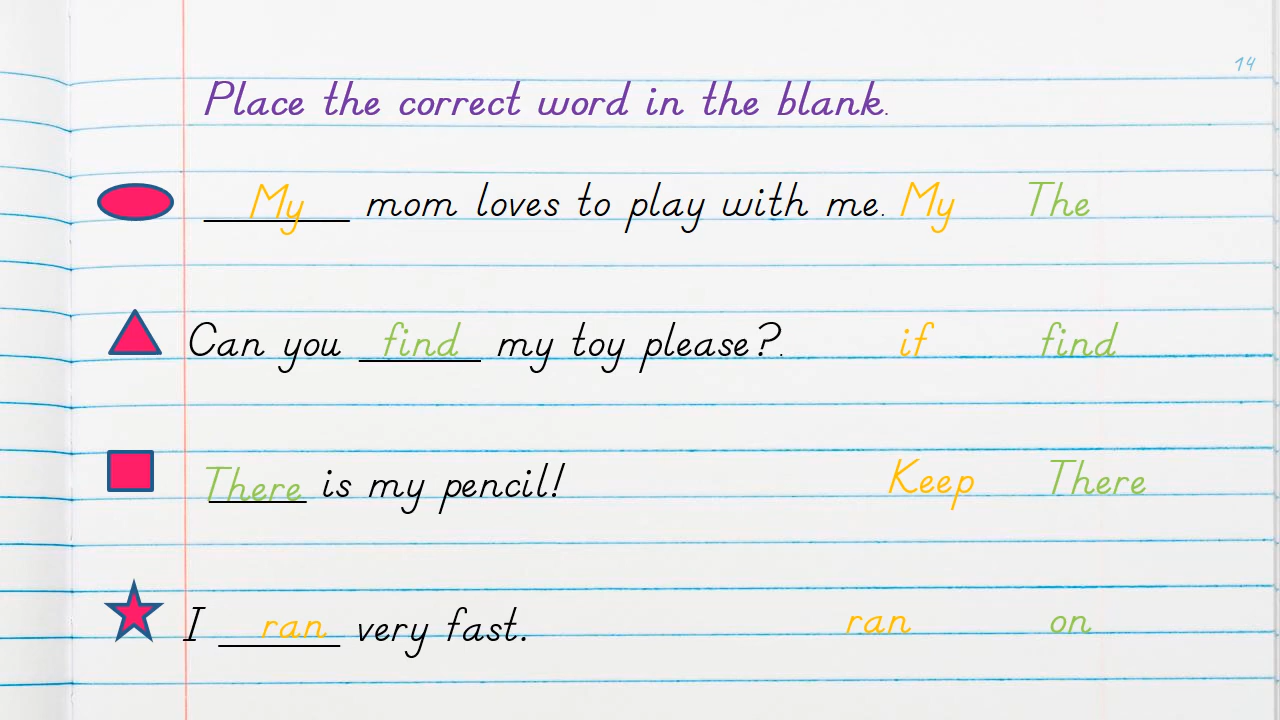 14
Place the correct word in the blank.
My mom loves to play with me. My The
Can you find my toy please?. if find
There is my pencil! Keep There
I ran very fast. ran on